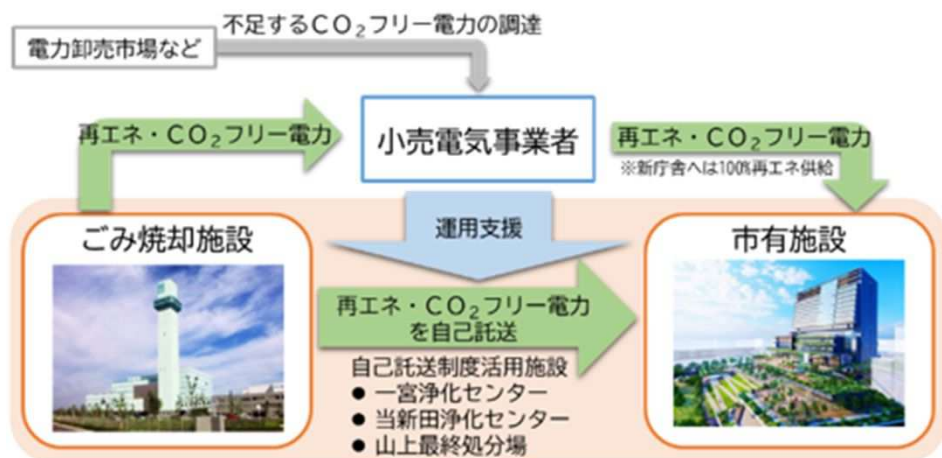 不足するCO₂フリー電力の調達
電力卸売市場など
再エネ・CO₂フリー電力
小売電気事業者
再エネ・CO₂フリー電力
※新庁舎へは100%再エネ供給
ごみ焼却施設
運用支援
市有施設
再エネ・CO₂フリー電力
を自己託送
自己託送制度活用施設
● 一宮浄化センター
● 当新田浄化センター
● 山上最終処分場